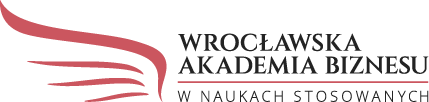 WROCŁAWSKA
AKADEMIA BIZNESU
W NAUKACH STOSOWANYCH